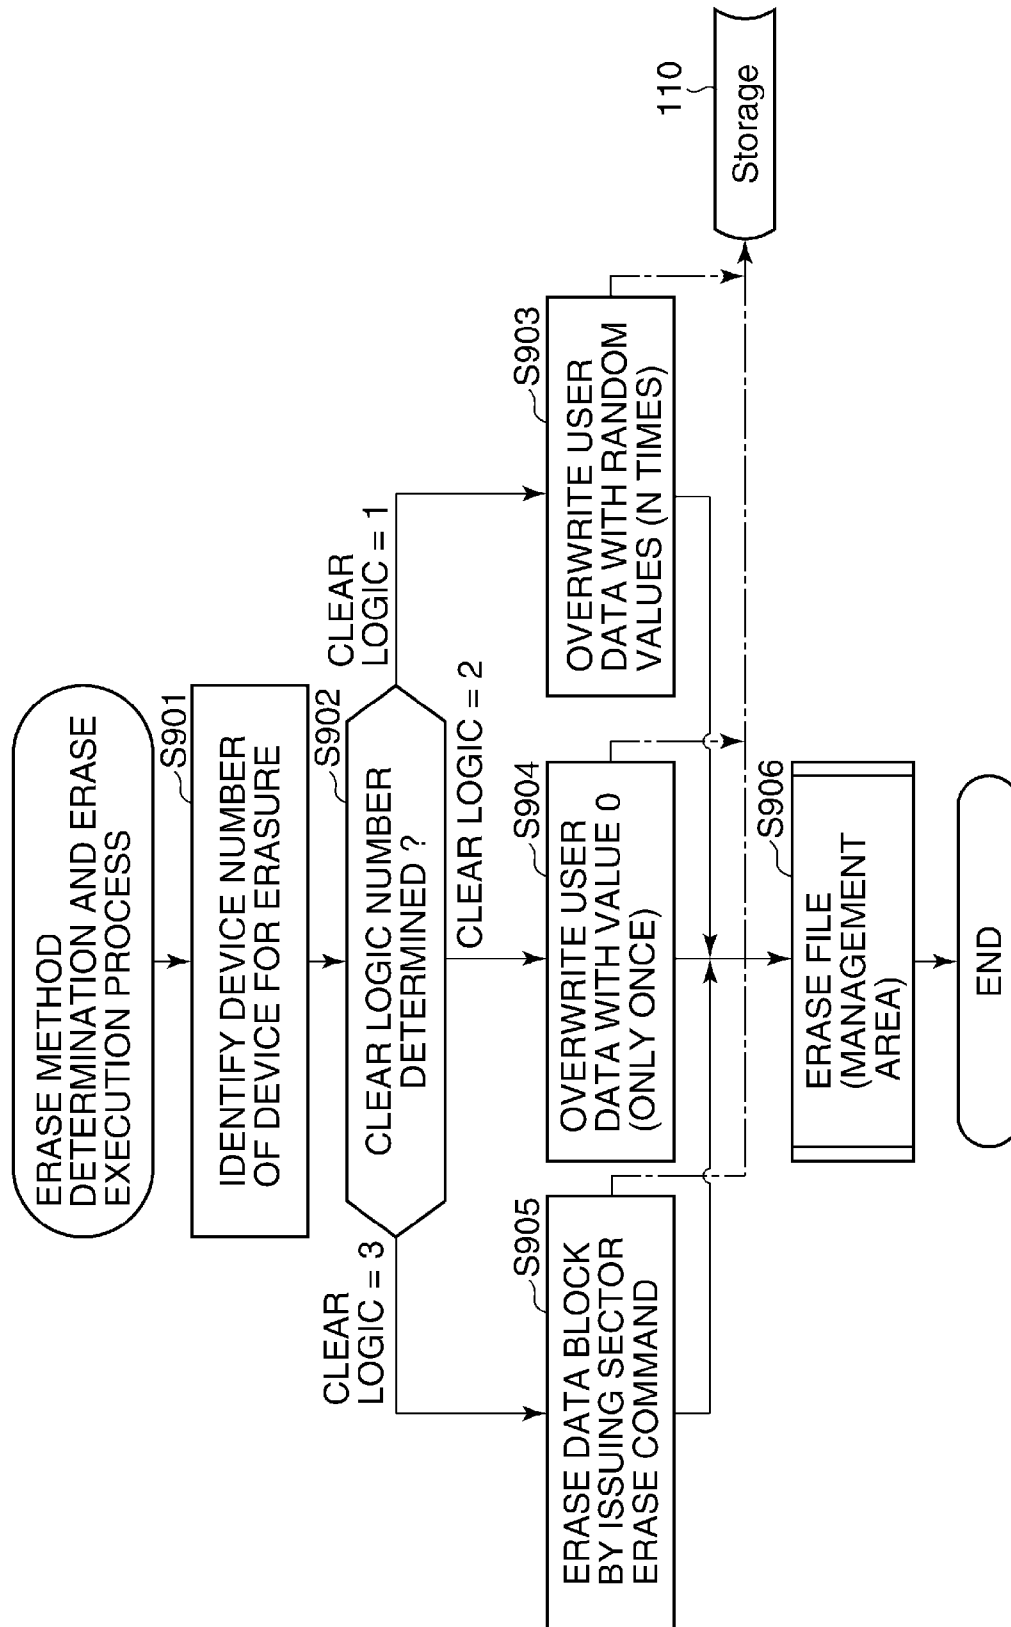 ERASE METHOD
DETERMINATION AND ERASE
EXECUTION PROCESS
S901
IDENTIFY DEVICE NUMBER
OF DEVICE FOR ERASURE
S902
CLEAR LOGIC NUMBER
DETERMINED ?
CLEAR
LOGIC = 3
CLEAR LOGIC = 2
CLEAR
LOGIC = 1
S905
ERASE DATA BLOCK
BY ISSUING SECTOR
ERASE COMMAND
S904
OVERWRITE USER
DATA WITH VALUE 0
(ONLY ONCE)
S903
OVERWRITE USER
DATA WITH RANDOM
VALUES (N TIMES)
110
Storage
S906
ERASE FILE
(MANAGEMENT
AREA)
END